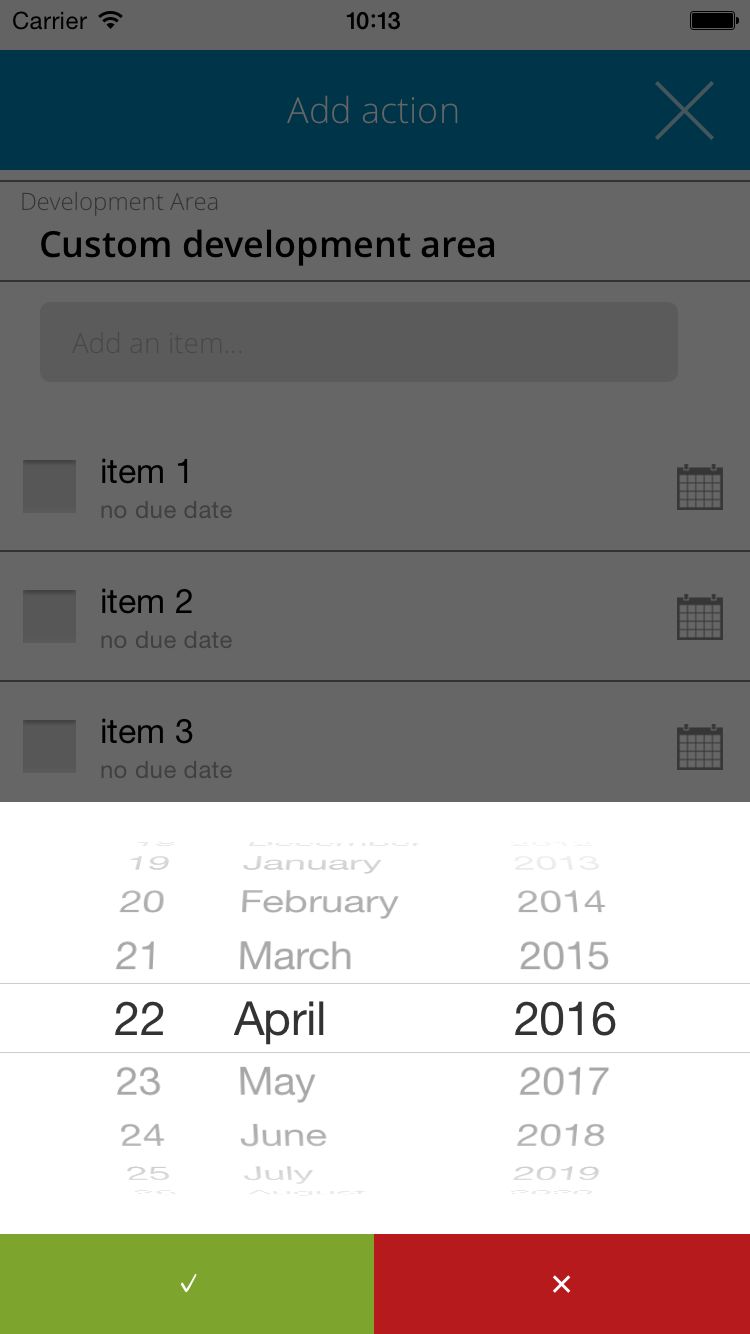 Carrier 10:13
Add action
Development Area
Custom development area
Add an item...
item 1
no due date
item 2
no due date
item 3
no due date
19 January 2013
20 February 2014
21 March 2015
22 April 2016
23 May 2017
24 June 2018
25 July 2019